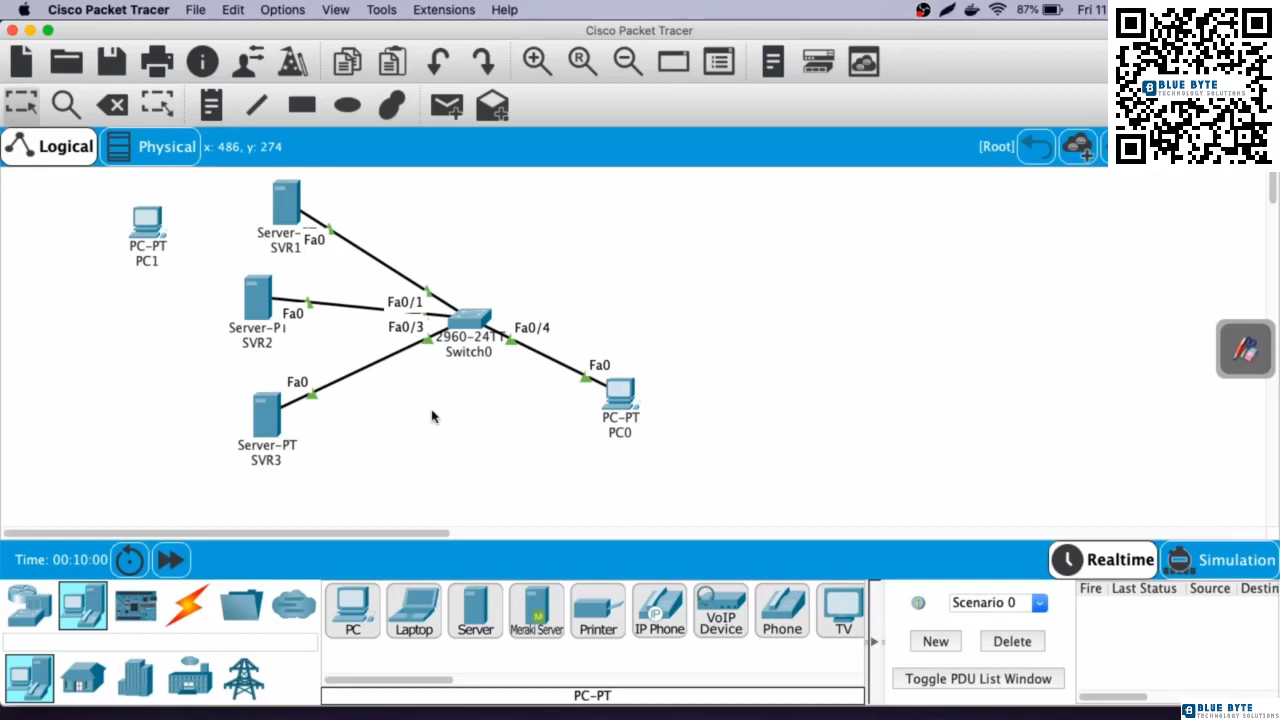 Cisco Packet Tracer File Edit Options View Tools Extensions Help 87% Fri 11
Cisco Packet Tracer
BLUE BYTE
TECHNOLOGY SOLUTIONS
Logical Physical x: 486, y: 274 [Root]
Server-
SVR1
Fa0
PC-PT
PC1
Fa0
Server-P
SVR2
Fa0/1
Fa0/3
Fa0/4
2960-24TT
Switch0
Fa0
Server-PT
SVR3
Fa0
PC-PT
PC0
Time: 00:10:00 Realtime Simulation
PC Laptop Server Meraki Server Printer IP Phone VoIP Device Phone TV
IP
M
Scenario 0
New Delete
Toggle PDU List Window
Fire Last Status Source Destin
PC-PT
BLUE BYTE
TECHNOLOGY SOLUTIONS